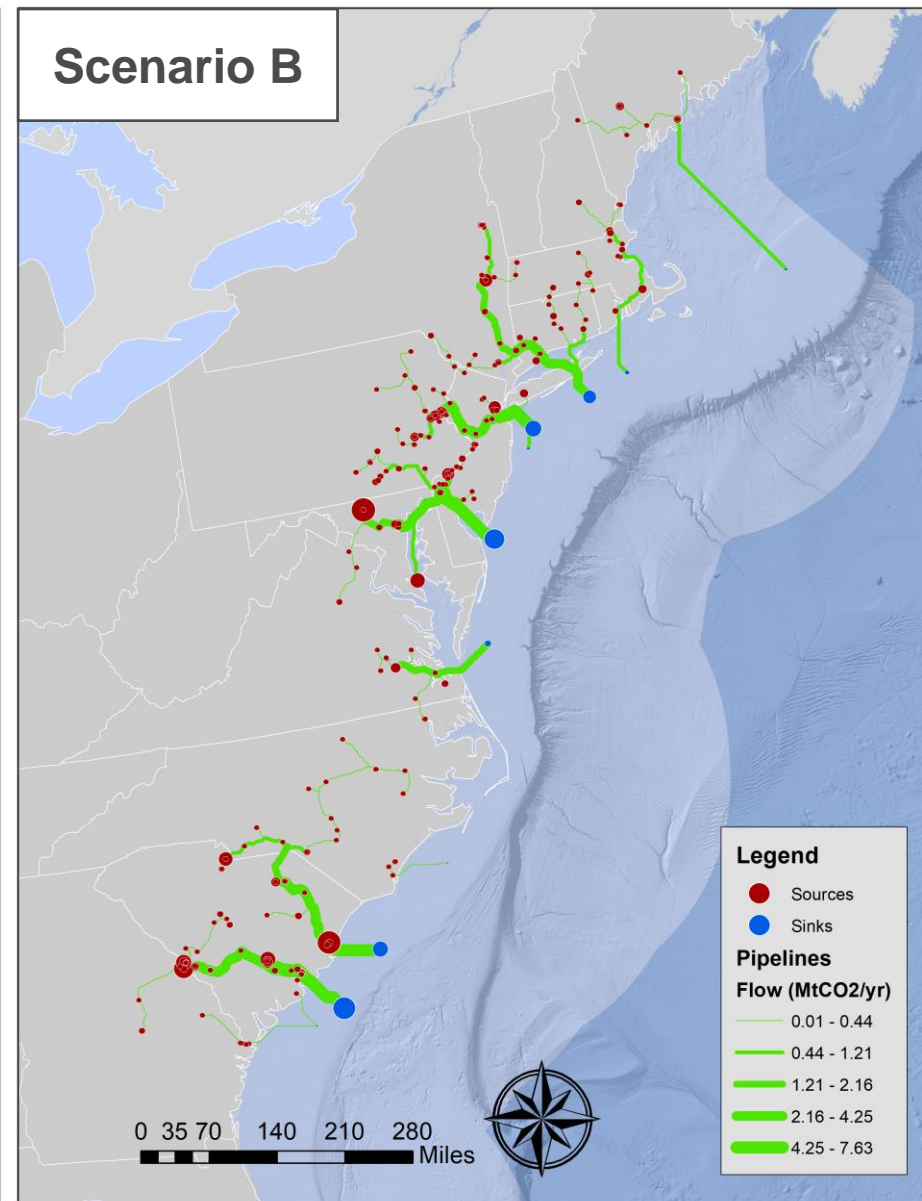 Scenario B
Legend
Sources
Sinks
Pipelines
Flow (MtCO2/yr)
0.01 - 0.44
0.44 - 1.21
1.21 - 2.16
2.16 - 4.25
4.25 - 7.63
0 35 70 140 210 280
Miles